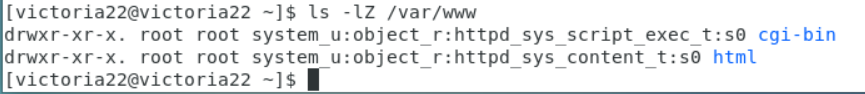 [victoria22@victoria22 ~]$ ls -lZ /var/www
drwxr-xr-x. root root system_u:object_r:httpd_sys_script_exec_t:s0 cgi-bin
drwxr-xr-x. root root system_u:object_r:httpd_sys_content_t:s0 html
[victoria22@victoria22 ~]$